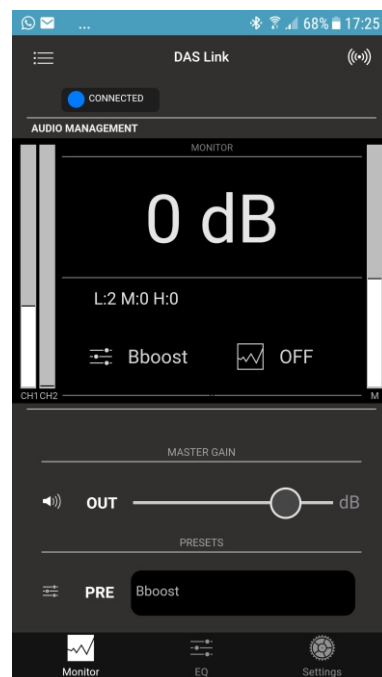 ... 68% 17:25
DAS Link
CONNECTED
AUDIO MANAGEMENT
MONITOR
0 dB
L:2 M:0 H:0
Bboost OFF
CH1 CH2 M
MASTER GAIN
OUT dB
PRESETS
PRE Bboost
Monitor EQ Settings